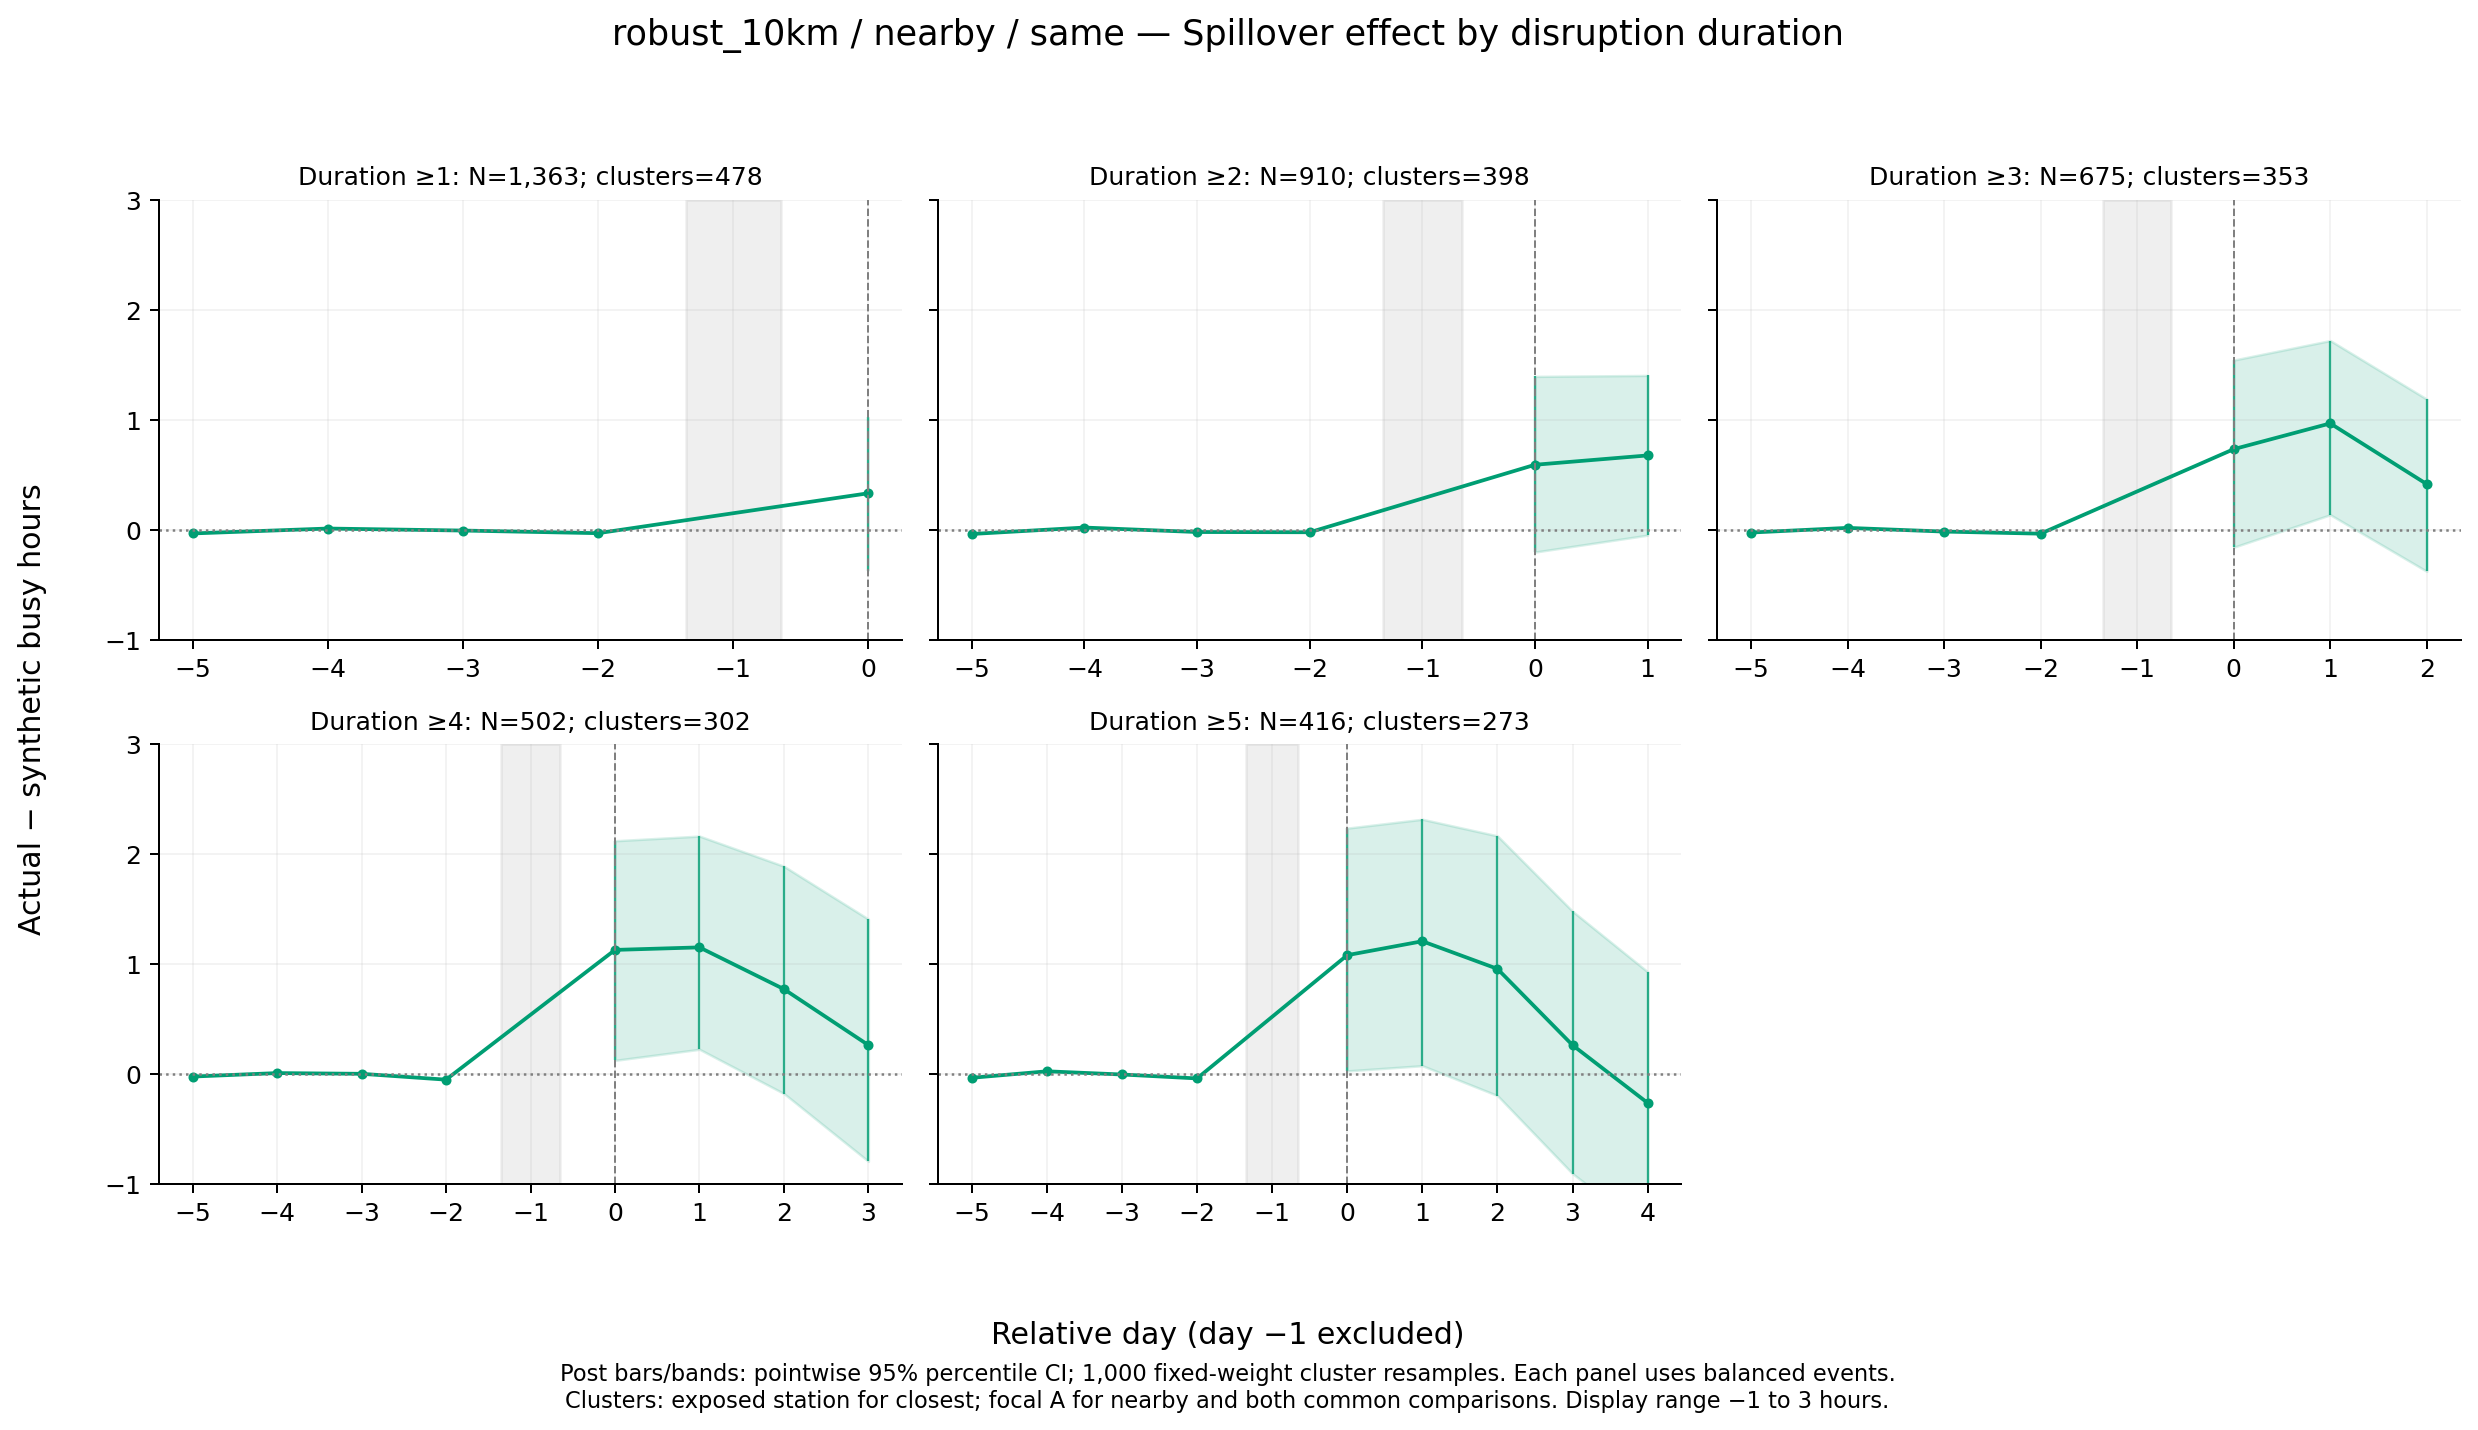 robust_10km / nearby / same — Spillover effect by disruption duration
Duration ≥1: N=1,363; clusters=478
Duration ≥2: N=910; clusters=398
Duration ≥3: N=675; clusters=353
3
2
1
0
−1
−5 −4 −3 −2 −1 0
−5 −4 −3 −2 −1 0 1
−5 −4 −3 −2 −1 0 1 2
Actual − synthetic busy hours
Duration ≥4: N=502; clusters=302
Duration ≥5: N=416; clusters=273
3
2
1
0
−1
−5 −4 −3 −2 −1 0 1 2 3
−5 −4 −3 −2 −1 0 1 2 3 4
Relative day (day −1 excluded)
Post bars/bands: pointwise 95% percentile CI; 1,000 fixed-weight cluster resamples. Each panel uses balanced events.
Clusters: exposed station for closest; focal A for nearby and both common comparisons. Display range −1 to 3 hours.